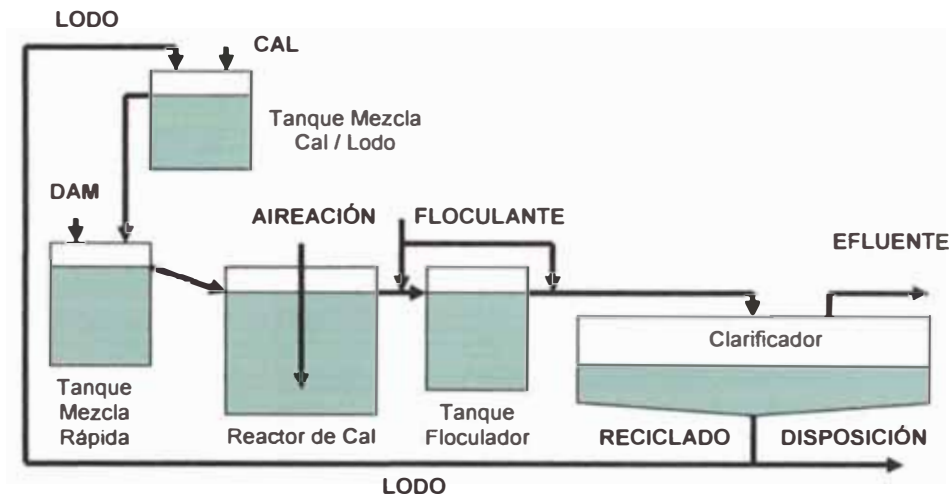 LODO
CAL
Tanque Mezcla
Cal / Lodo
DAM
AIREACIÓN
FLOCULANTE
EFLUENTE
Clarificador
Tanque
Mezcla
Rápida
Reactor de Cal
Tanque
Floculador
RECICLADO
DISPOSICIÓN
LODO